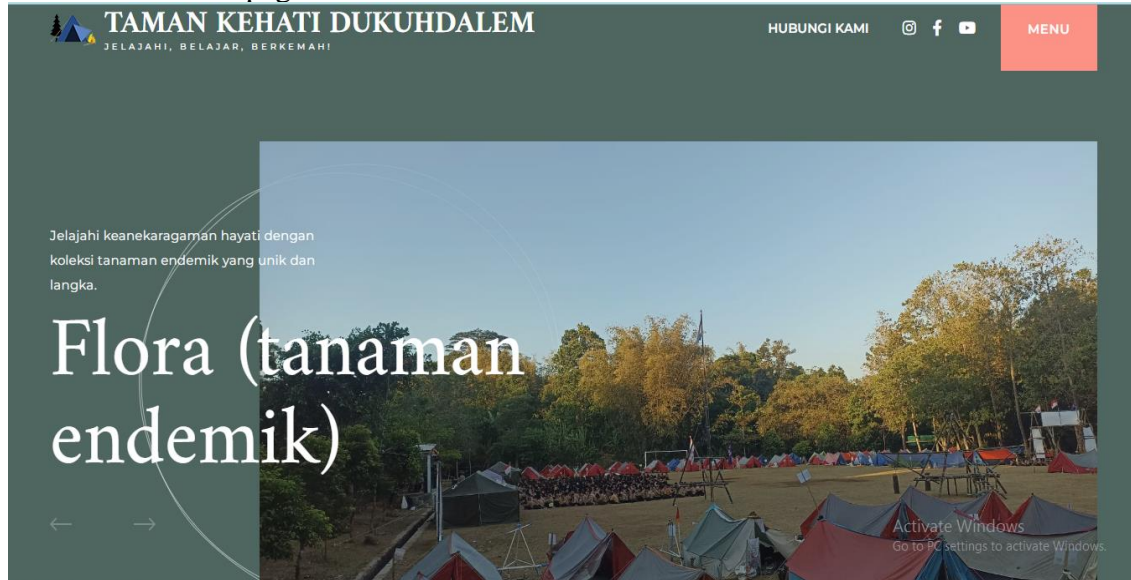 TAMAN KEHATI DUKUHDALEM
JELAJAHI, BELAJAR, BERKEMAH!
HUBUNGI KAMI
MENU
Jelajahi keanekaragaman hayati dengan
koleksi tanaman endemik yang unik dan
langka.
Flora (tanaman
endemik)
Activate Windows
Go to PC settings to activate Windows.